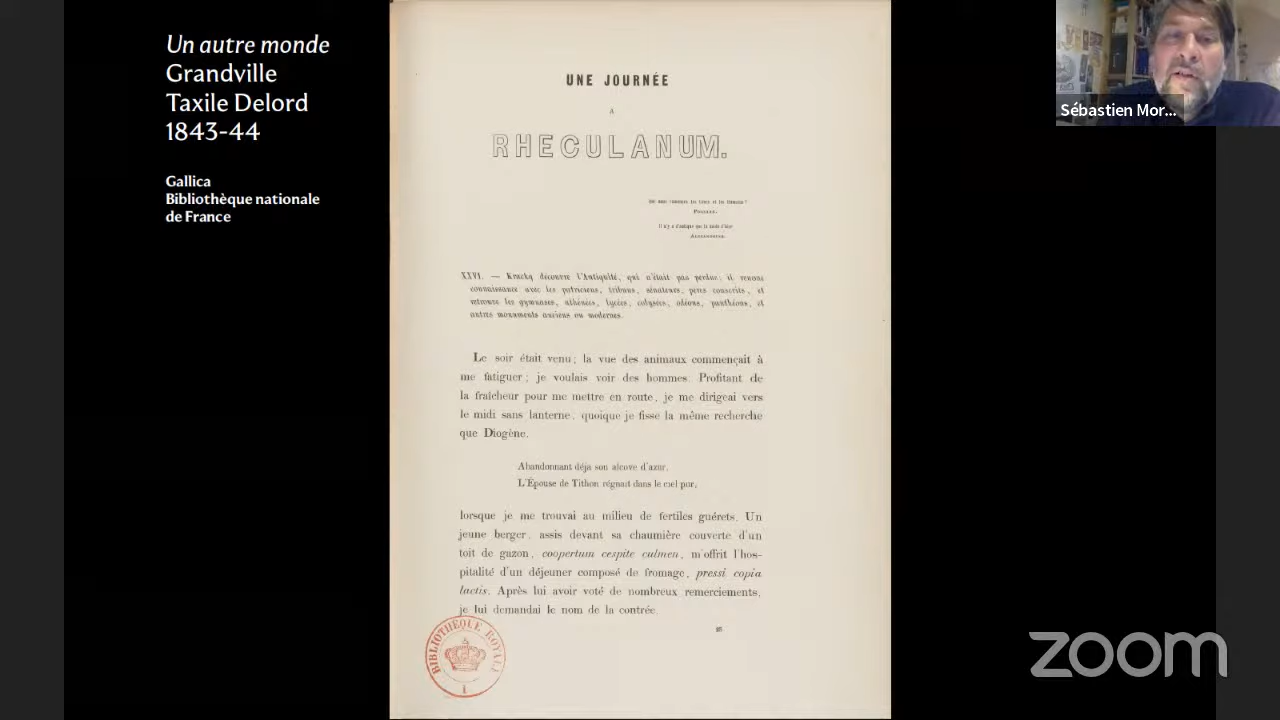 Un autre monde
Grandville
Taxile Delord
1843-44
Gallica
Bibliothèque nationale
de France
UNE JOURNÉE
A
RHECULANUM.
XXVI. — Krackq découvre l'Antiquité, qui n'était pas perdue; il renoue
connaissance avec les patriciens, tribuns, sénateurs, pères conscrits, et
retrouve les gymnases, athénées, lycées, colysées, odéons, panthéons, et
autres monuments anciens ou modernes.
Le soir était venu; la vue des animaux commençait à
me fatiguer; je voulais voir des hommes. Profitant de
la fraîcheur pour me mettre en route, je me dirigeai vers
le midi sans lanterne, quoique je fisse la même recherche
que Diogène.
Abandonnant déjà son alcove d'azur,
L'Épouse de Tithon régnait dans le ciel pur,
lorsque je me trouvai au milieu de fertiles guérets. Un
jeune berger, assis devant sa chaumière couverte d'un
toit de gazon, coopertum cespite culmen, m'offrit l'hos-
pitalité d'un déjeuner composé de fromage, pressi copia
lactis. Après lui avoir voté de nombreux remerciements,
je lui demandai le nom de la contrée.
BIBLIOTHÈQUE ROYALE
Sébastien Mor...
zoom